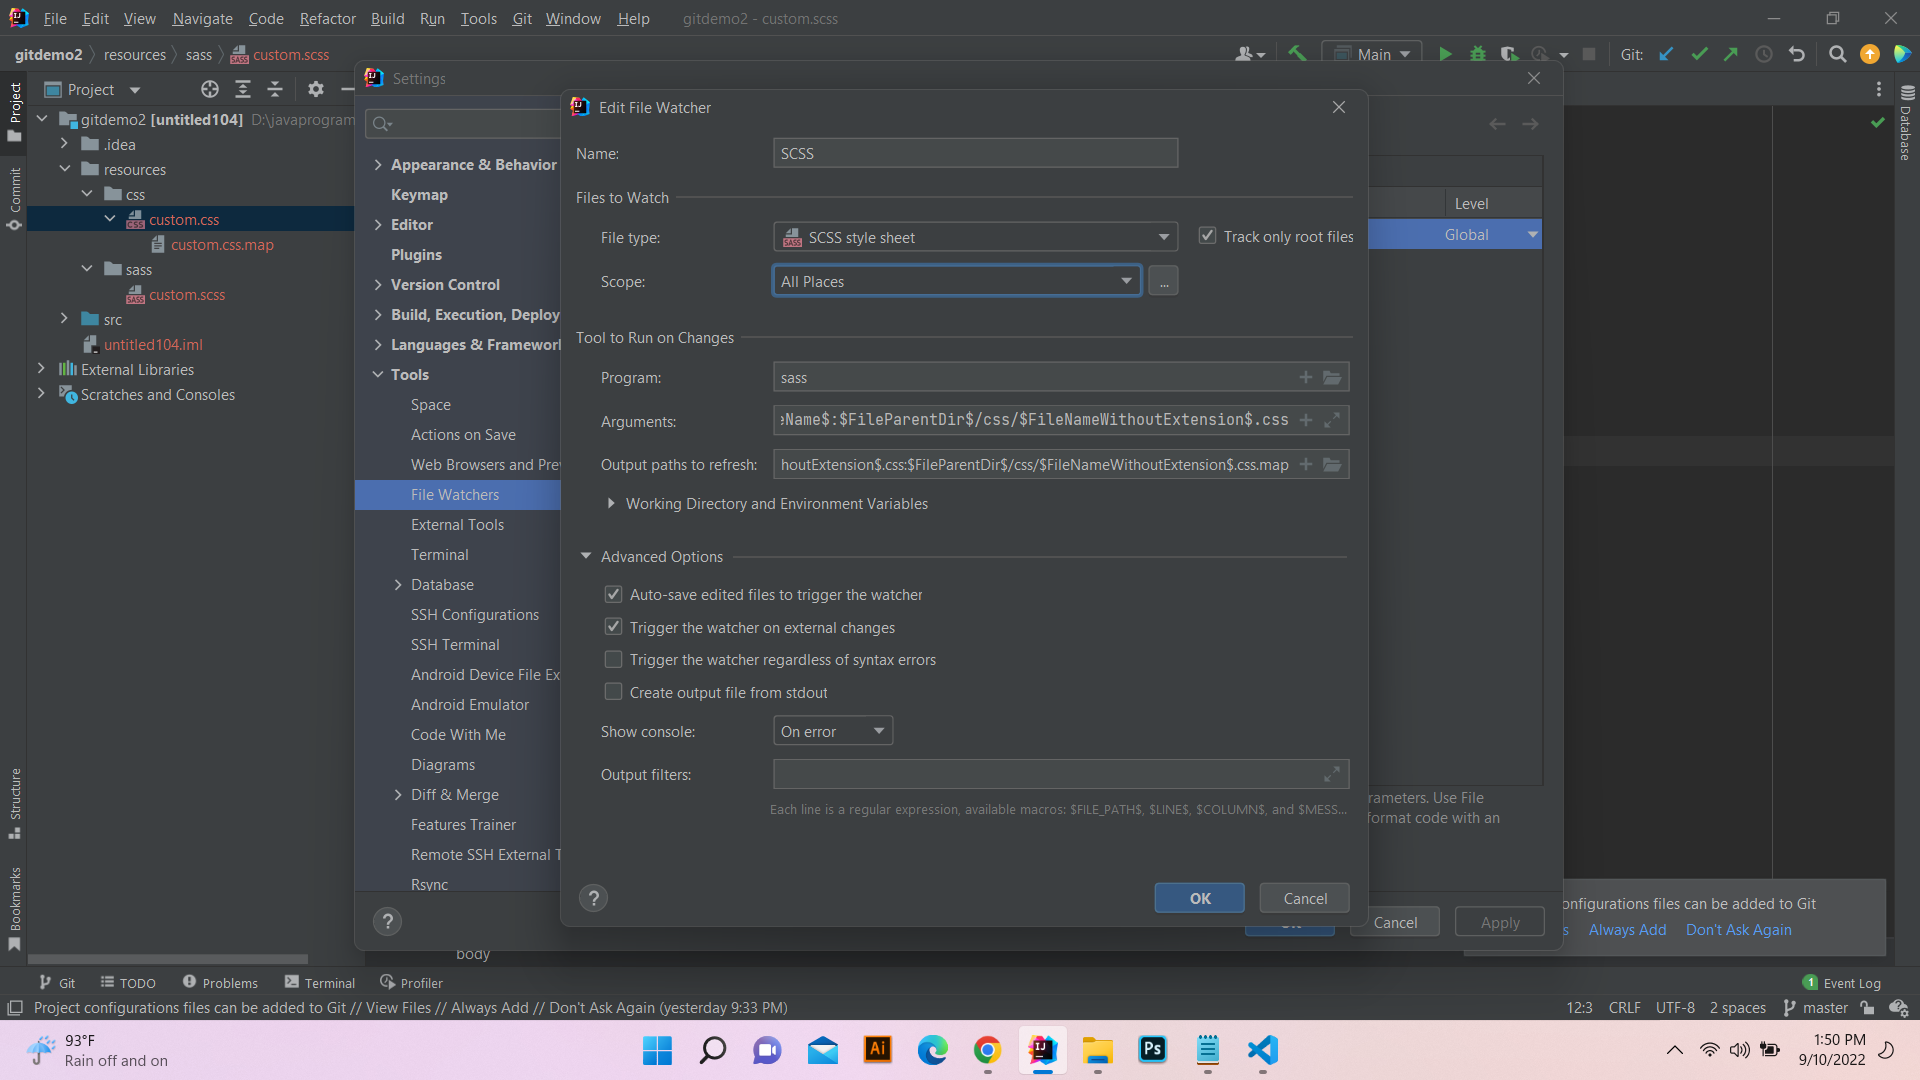 File Edit View Navigate Code Refactor Build Run Tools Git Window Help gitdemo2 - custom.scss
gitdemo2 resources sass custom.scss
Main
Git:
Project
gitdemo2 [untitled104] D:\javaprogram
.idea
resources
css
custom.css
custom.css.map
sass
custom.scss
src
untitled104.iml
External Libraries
Scratches and Consoles
Project
Commit
Structure
Bookmarks
Database
Settings
Appearance & Behavior
Keymap
Editor
Plugins
Version Control
Build, Execution, Deploy
Languages & Framework
Tools
Space
Actions on Save
Web Browsers and Pre
File Watchers
External Tools
Terminal
Database
SSH Configurations
SSH Terminal
Android Device File Ex
Android Emulator
Code With Me
Diagrams
Diff & Merge
Features Trainer
Remote SSH External T
Rsync
Level
Global
rameters. Use File
format code with an
Cancel
Apply
Edit File Watcher
Name: SCSS
Files to Watch
File type: SCSS style sheet Track only root files
Scope: All Places ...
Tool to Run on Changes
Program: sass
Arguments: eName$:$FileParentDir$/css/$FileNameWithoutExtension$.css
Output paths to refresh: houtExtension$.css:$FileParentDir$/css/$FileNameWithoutExtension$.css.map
Working Directory and Environment Variables
Advanced Options
Auto-save edited files to trigger the watcher
Trigger the watcher on external changes
Trigger the watcher regardless of syntax errors
Create output file from stdout
Show console: On error
Output filters:
Each line is a regular expression, available macros: $FILE_PATH$, $LINE$, $COLUMN$, and $MESS...
?
OK
Cancel
?
onfigurations files can be added to Git
s Always Add Don't Ask Again
body
Git TODO Problems Terminal Profiler
1 Event Log
Project configurations files can be added to Git // View Files // Always Add // Don't Ask Again (yesterday 9:33 PM)
12:3 CRLF UTF-8 2 spaces master
93°F
Rain off and on
Ai
Ps
1:50 PM
9/10/2022